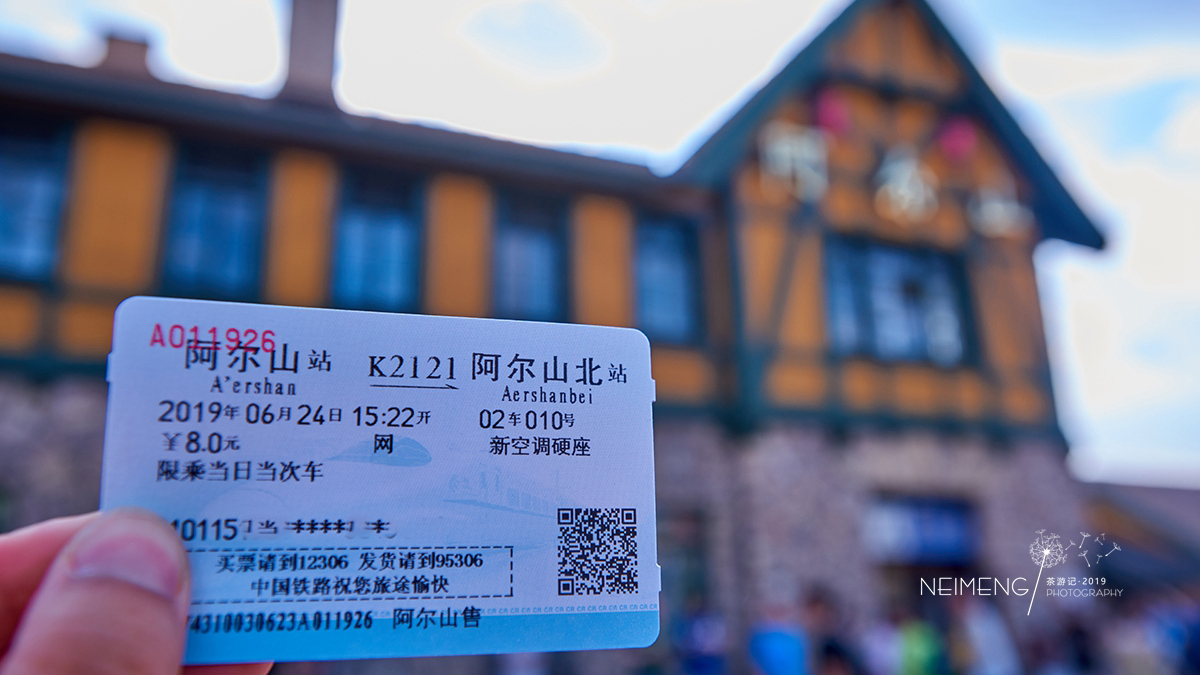 A011926
阿尔山站 K2121 阿尔山北站
A'ershan Aershanbei
2019年06月24日 15:22开 02车010号
¥8.0元 网 新空调硬座
限乘当日当次车
买票请到12306 发货请到95306
中国铁路祝您旅途愉快
4310030623A011926 阿尔山售
NEIMENG
茶游记·2019
PHOTOGRAPHY